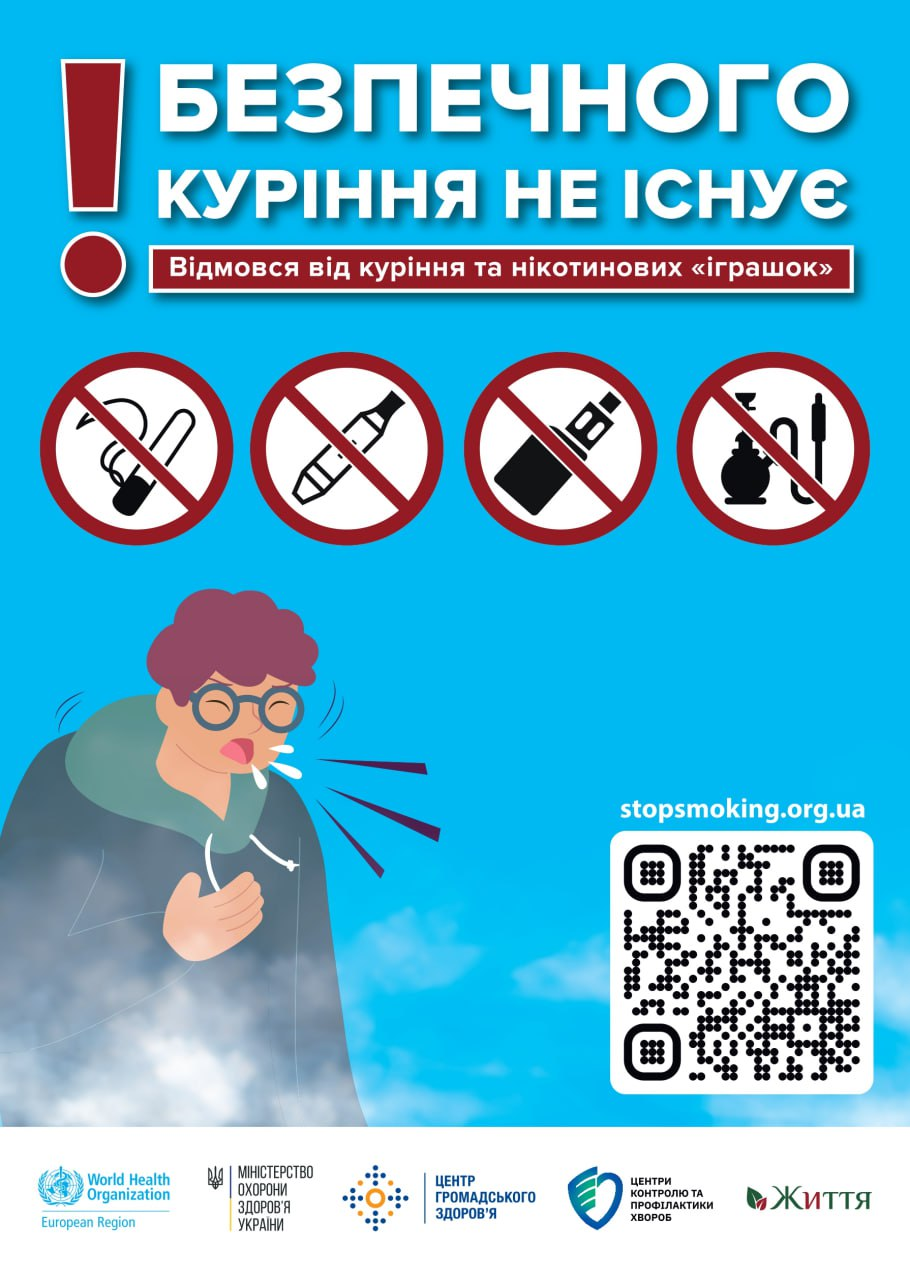 БЕЗПЕЧНОГО
КУРІННЯ НЕ ІСНУЄ
Відмовся від куріння та нікотинових «іграшок»
stopsmoking.org.ua
World Health
Organization
European Region
МІНІСТЕРСТВО
ОХОРОНИ
ЗДОРОВ'Я
УКРАЇНИ
ЦЕНТР
ГРОМАДСЬКОГО
ЗДОРОВ'Я
ЦЕНТРИ
КОНТРОЛЮ ТА
ПРОФІЛАКТИКИ
ХВОРОБ
Життя